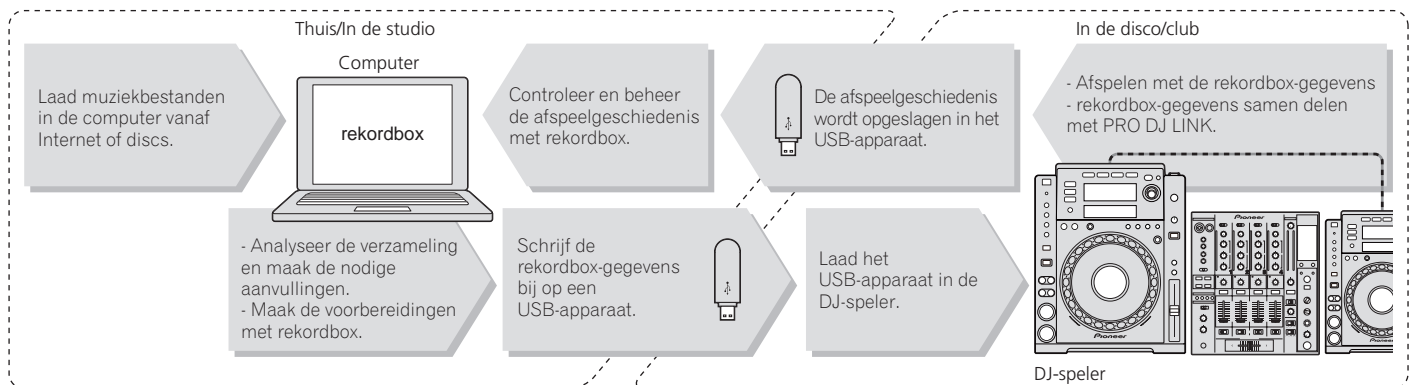 Thuis/In de studio
In de disco/club
Computer
rekordbox
Laad muziekbestanden
in de computer vanaf
Internet of discs.
Controleer en beheer
de afspeelgeschiedenis
met rekordbox.
De afspeelgeschiedenis
wordt opgeslagen in het
USB-apparaat.
- Afspelen met de rekordbox-gegevens
- rekordbox-gegevens samen delen
met PRO DJ LINK.
- Analyseer de verzameling
en maak de nodige
aanvullingen.
- Maak de voorbereidingen
met rekordbox.
Schrijf de
rekordbox-gegevens
bij op een
USB-apparaat.
Laad het
USB-apparaat in de
DJ-speler.
Pioneer
Pioneer
DJ-speler